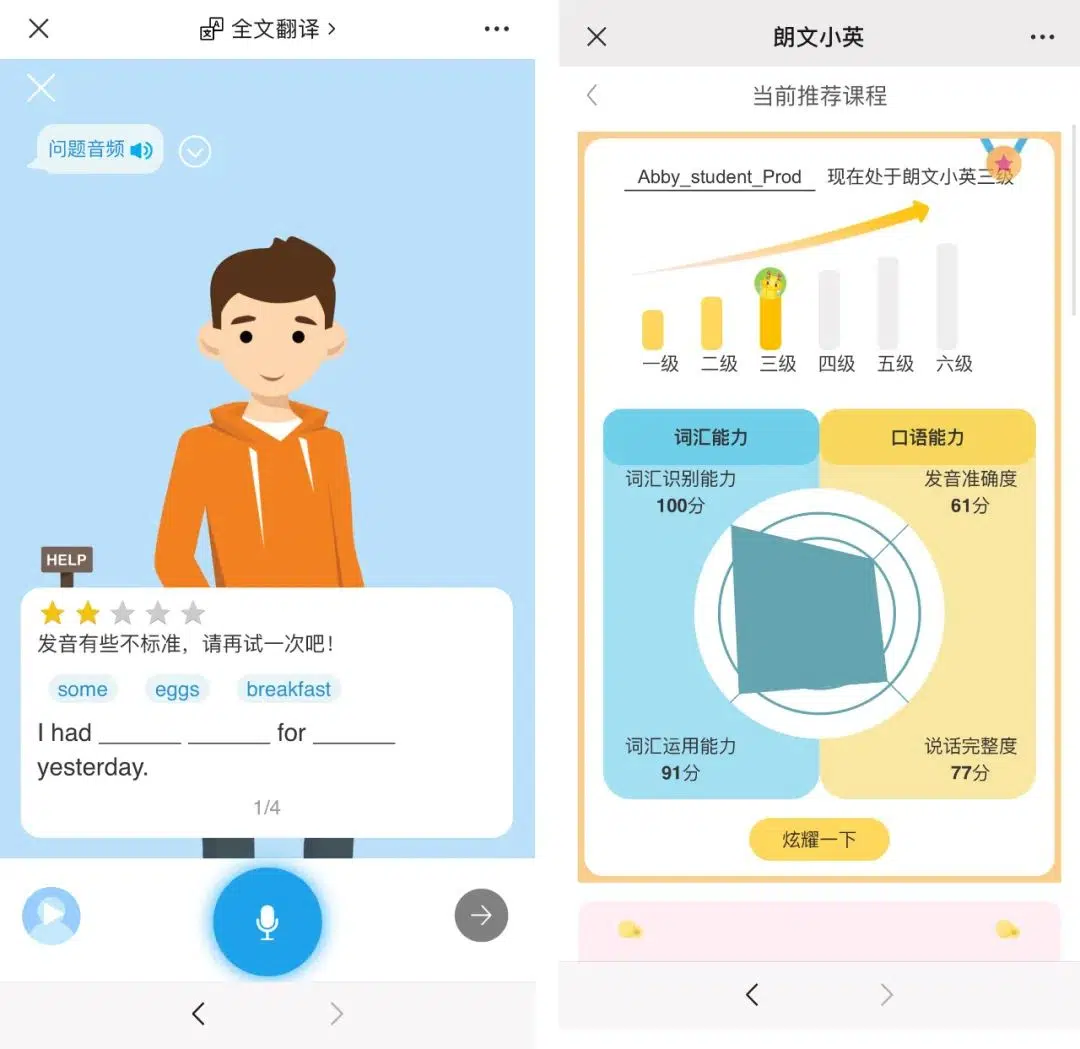 全文翻译
问题音频
HELP
发音有些不标准，请再试一次吧！
some eggs breakfast
I had ______ ______ for ______
yesterday.
1/4
朗文小英
当前推荐课程
Abby_student_Prod 现在处于朗文小英三级
一级 二级 三级 四级 五级 六级
词汇能力 口语能力
词汇识别能力 发音准确度
100分 61分
词汇运用能力 说话完整度
91分 77分
炫耀一下